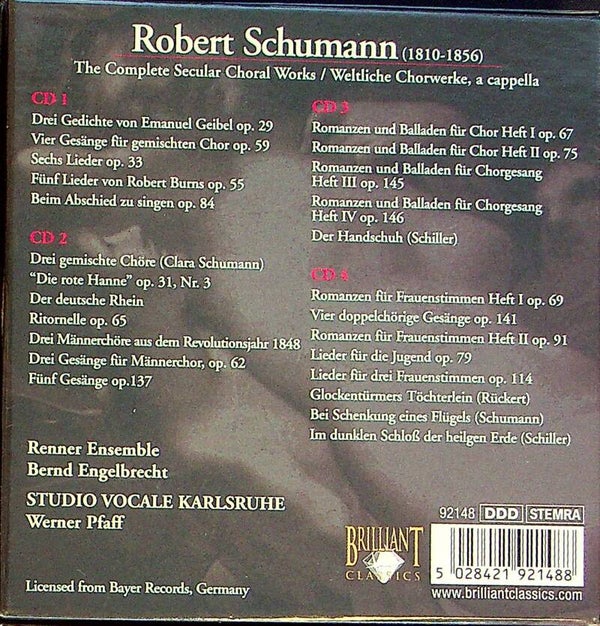 Robert Schumann (1810-1856)
The Complete Secular Choral Works / Weltliche Chorwerke, a cappella
CD 1
Drei Gedichte von Emanuel Geibel op. 29
Vier Gesänge für gemischten Chor op. 59
Sechs Lieder op. 33
Fünf Lieder von Robert Burns op. 55
Beim Abschied zu singen op. 84
CD 2
Drei gemischte Chöre (Clara Schumann)
"Die rote Hanne" op. 31, Nr. 3
Der deutsche Rhein
Ritornelle op. 65
Drei Männerchöre aus dem Revolutionsjahr 1848
Drei Gesänge für Männerchor, op. 62
Fünf Gesänge op.137
Renner Ensemble
Bernd Engelbrecht
STUDIO VOCALE KARLSRUHE
Werner Pfaff
Licensed from Bayer Records, Germany
CD 3
Romanzen und Balladen für Chor Heft I op. 67
Romanzen und Balladen für Chor Heft II op. 75
Romanzen und Balladen für Chorgesang
Heft III op. 145
Romanzen und Balladen für Chorgesang
Heft IV op. 146
Der Handschuh (Schiller)
CD 4
Romanzen für Frauenstimmen Heft I op. 69
Vier doppelchörige Gesänge op. 141
Romanzen für Frauenstimmen Heft II op. 91
Lieder für die Jugend op. 79
Lieder für drei Frauenstimmen op. 114
Glockentürmers Töchterlein (Rückert)
Bei Schenkung eines Flügels (Schumann)
Im dunklen Schloß der heilgen Erde (Schiller)
92148 DDD STEMRA
BRILLIANT
CLASSICS
5 028421 921488
www.brilliantclassics.com